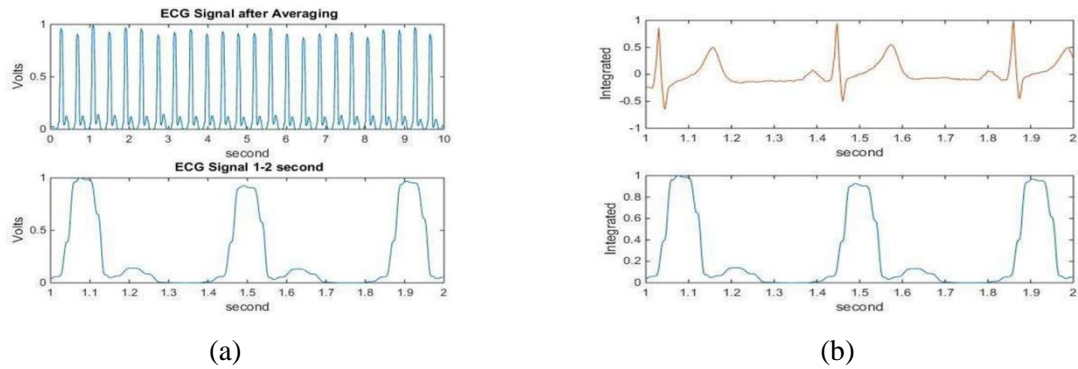 ECG Signal after Averaging
1
0.5
0
Volts
0 1 2 3 4 5 6 7 8 9 10
second
ECG Signal 1-2 second
1
0.5
0
Volts
1 1.1 1.2 1.3 1.4 1.5 1.6 1.7 1.8 1.9 2
second
(a)
1
0.5
0
-0.5
-1
Integrated
1 1.1 1.2 1.3 1.4 1.5 1.6 1.7 1.8 1.9 2
second
1
0.8
0.6
0.4
0.2
0
Integrated
1 1.1 1.2 1.3 1.4 1.5 1.6 1.7 1.8 1.9 2
second
(b)